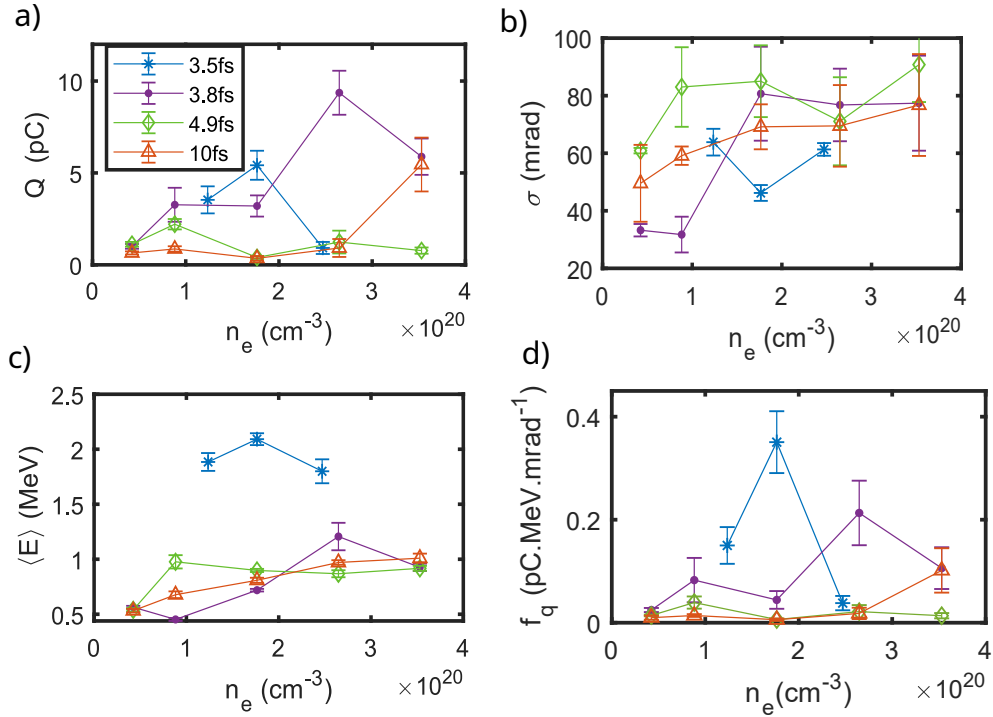 a)
Q (pC)
10
5
0
3.5fs
3.8fs
4.9fs
10fs
0 1 2 3 4
n_e (cm^-3) ×10^20
b)
σ (mrad)
100
80
60
40
20
0 1 2 3 4
n_e (cm^-3) ×10^20
c)
⟨E⟩ (MeV)
2.5
2
1.5
1
0.5
0 1 2 3 4
n_e (cm^-3) ×10^20
d)
f_q (pC.MeV.mrad^-1)
0.4
0.2
0
0 1 2 3 4
n_e(cm^-3) ×10^20